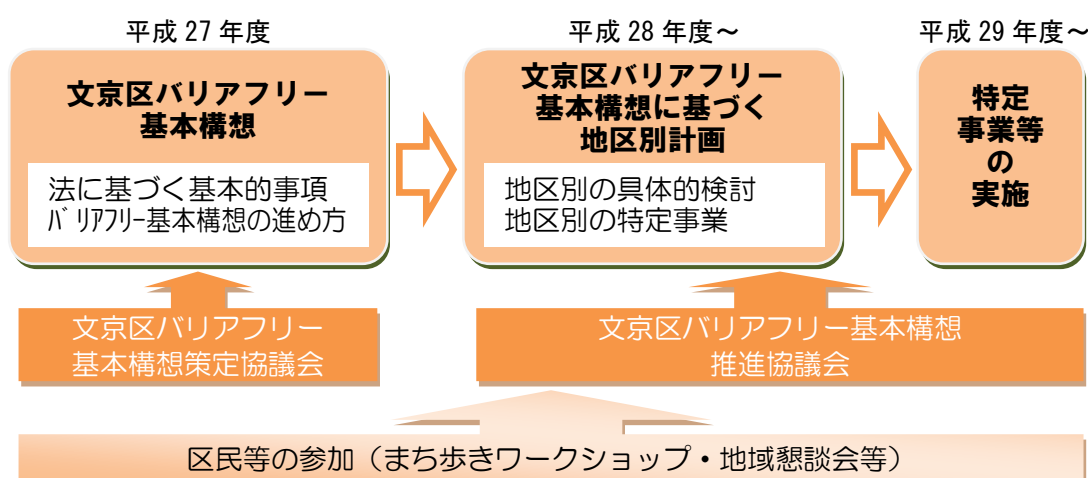 平成 27 年度
文京区バリアフリー
基本構想
法に基づく基本的事項
バリアフリー基本構想の進め方
平成 28 年度～
文京区バリアフリー
基本構想に基づく
地区別計画
地区別の具体的検討
地区別の特定事業
平成 29 年度～
特定
事業等
の
実施
文京区バリアフリー
基本構想策定協議会
文京区バリアフリー基本構想
推進協議会
区民等の参加（まち歩きワークショップ・地域懇談会等）